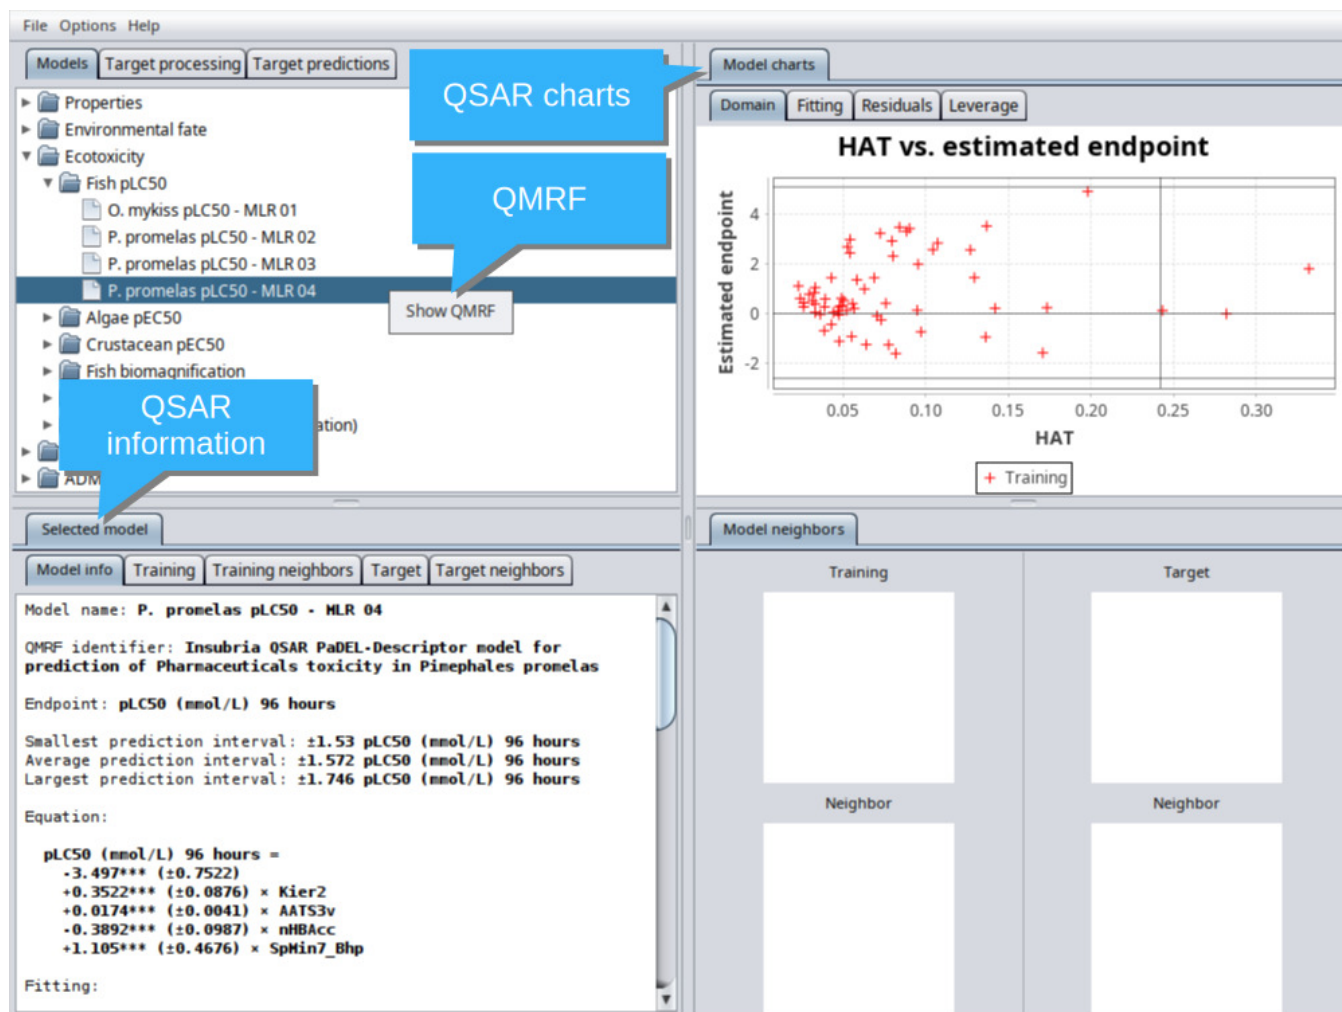 File Options Help
Models Target processing Target predictions
Properties
Environmental fate
Ecotoxicity
Fish pLC50
O. mykiss pLC50 - MLR 01
P. promelas pLC50 - MLR 02
P. promelas pLC50 - MLR 03
P. promelas pLC50 - MLR 04
Show QMRF
Algae pEC50
Crustacean pEC50
Fish biomagnification
ation)
ADM
QSAR charts
QMRF
QSAR
information
Model charts
Domain Fitting Residuals Leverage
HAT vs. estimated endpoint
Estimated endpoint
4
2
0
-2
0.05 0.10 0.15 0.20 0.25 0.30
HAT
+ Training
Selected model
Model info Training Training neighbors Target Target neighbors
Model name: P. promelas pLC50 - MLR 04
QMRF identifier: Insubria QSAR PaDEL-Descriptor model for
prediction of Pharmaceuticals toxicity in Pimephales promelas
Endpoint: pLC50 (mmol/L) 96 hours
Smallest prediction interval: ±1.53 pLC50 (mmol/L) 96 hours
Average prediction interval: ±1.572 pLC50 (mmol/L) 96 hours
Largest prediction interval: ±1.746 pLC50 (mmol/L) 96 hours
Equation:
pLC50 (mmol/L) 96 hours =
-3.497*** (±0.7522)
+0.3522*** (±0.0876) × Kier2
+0.0174*** (±0.0041) × AATS3v
-0.3892*** (±0.0987) × nHBAcc
+1.105*** (±0.4676) × SpMin7_Bhp
Fitting:
Model neighbors
Training Target
Neighbor Neighbor